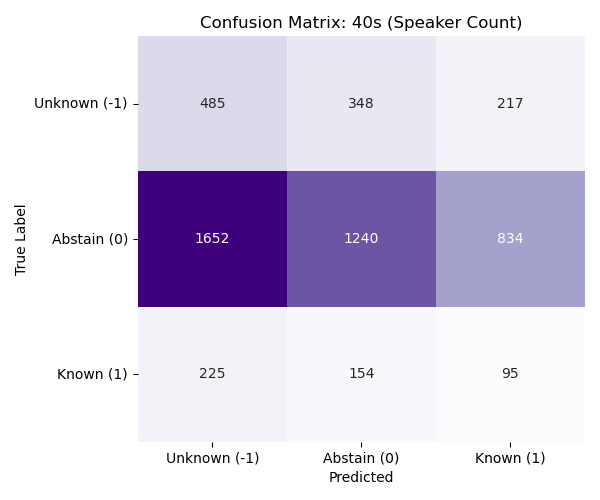 Confusion Matrix: 40s (Speaker Count)
True Label
Unknown (-1) 485 348 217
Abstain (0) 1652 1240 834
Known (1) 225 154 95
Unknown (-1) Abstain (0) Known (1)
Predicted